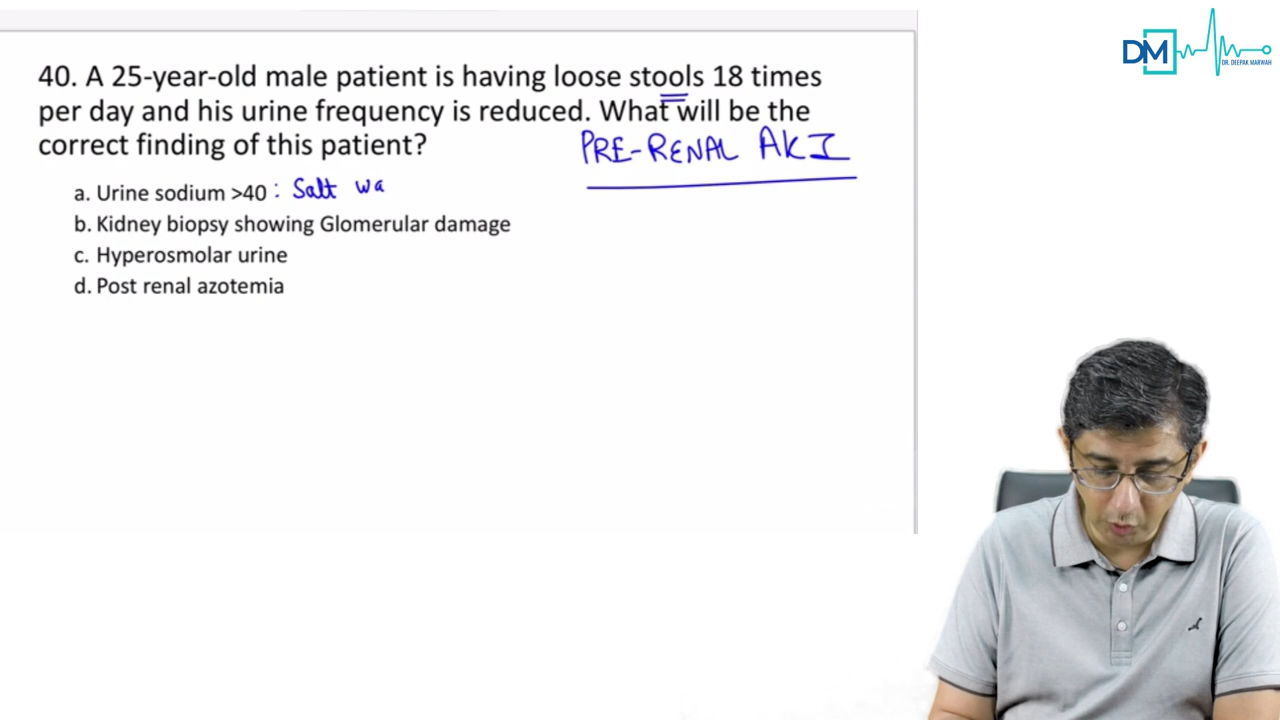 DM
DR. DEEPAK MARWAH
40. A 25-year-old male patient is having loose stools 18 times
per day and his urine frequency is reduced. What will be the
correct finding of this patient?
PRE-RENAL AKI
a. Urine sodium >40 : Salt wa
b. Kidney biopsy showing Glomerular damage
c. Hyperosmolar urine
d. Post renal azotemia